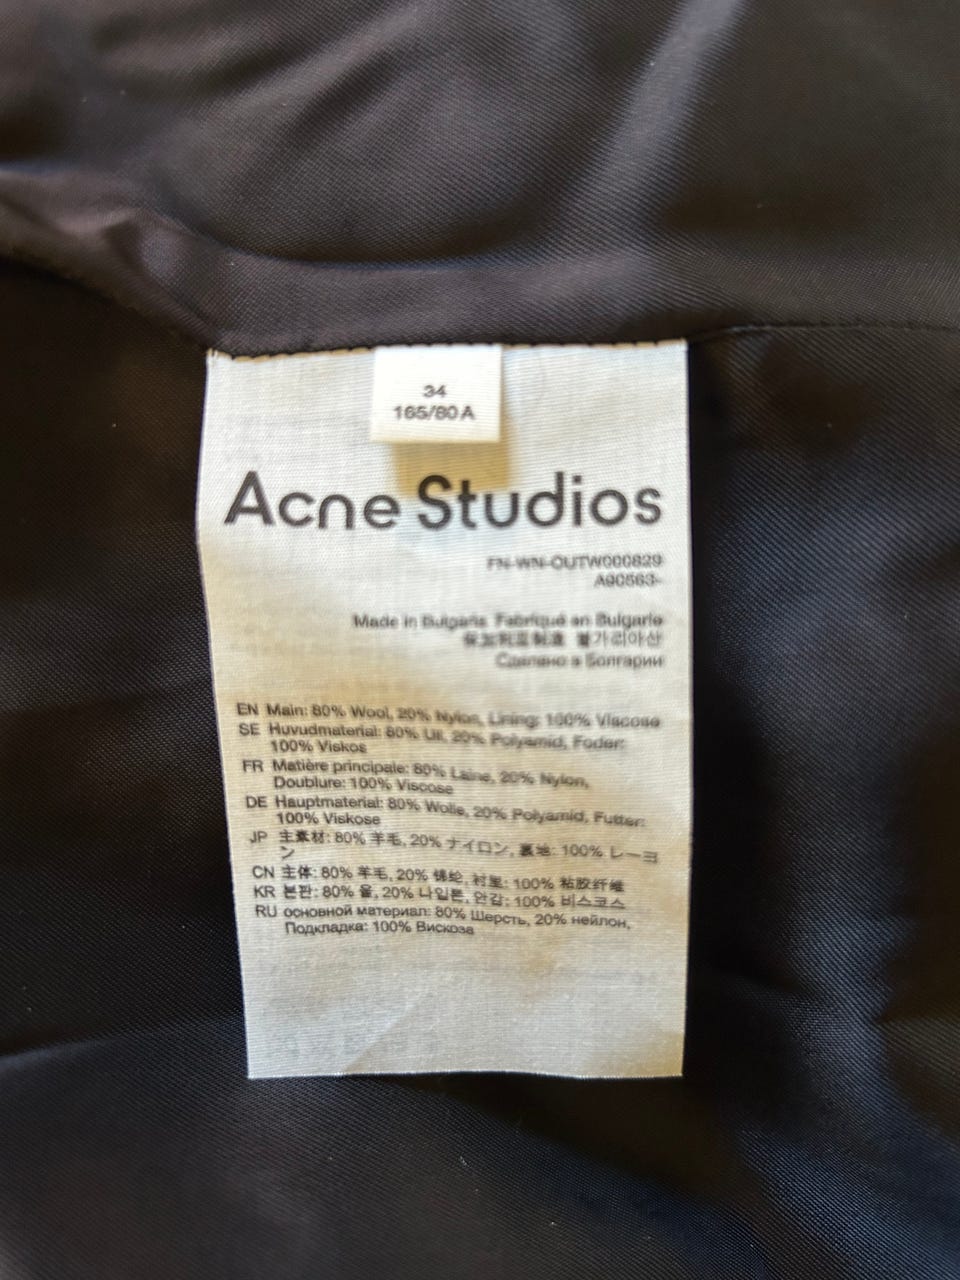 34
165/80A
Acne Studios
FN-WN-OUTW000829
A90563-
Made in Bulgaria Fabriqué en Bulgarie
保加利亚制造 불가리아산
Сделано в Болгарии
EN Main: 80% Wool, 20% Nylon, Lining: 100% Viscose
SE Huvudmaterial: 80% Ull, 20% Polyamid, Foder:
100% Viskos
FR Matière principale: 80% Laine, 20% Nylon,
Doublure: 100% Viscose
DE Hauptmaterial: 80% Wolle, 20% Polyamid, Futter:
100% Viskose
JP 主素材: 80% 羊毛, 20% ナイロン, 裏地: 100% レーヨ
ン
CN 主体: 80% 羊毛, 20% 锦纶, 衬里: 100% 粘胶纤维
KR 본판: 80% 울, 20% 나일론, 안감: 100% 비스코스
RU основной материал: 80% Шерсть, 20% нейлон,
Подкладка: 100% Вискоза